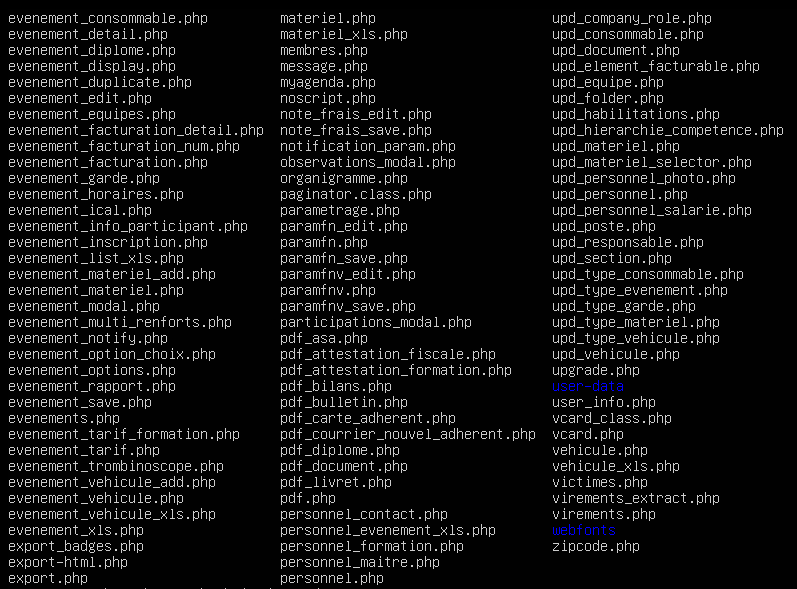 evenement_consommable.php materiel.php upd_company_role.php
evenement_detail.php materiel_xls.php upd_consommable.php
evenement_diplome.php membres.php upd_document.php
evenement_display.php message.php upd_element_facturable.php
evenement_duplicate.php myagenda.php upd_equipe.php
evenement_edit.php noscript.php upd_folder.php
evenement_equipes.php note_frais_edit.php upd_habilitations.php
evenement_facturation_detail.php note_frais_save.php upd_hierarchie_competence.php
evenement_facturation_num.php notification_param.php upd_materiel.php
evenement_facturation.php observations_modal.php upd_materiel_selector.php
evenement_garde.php organigramme.php upd_personnel_photo.php
evenement_horaires.php paginator.class.php upd_personnel.php
evenement_ical.php parametrage.php upd_personnel_salarie.php
evenement_info_participant.php paramfn_edit.php upd_poste.php
evenement_inscription.php paramfn.php upd_responsable.php
evenement_list_xls.php paramfn_save.php upd_section.php
evenement_materiel_add.php paramfnv_edit.php upd_type_consommable.php
evenement_materiel.php paramfnv.php upd_type_evenement.php
evenement_modal.php paramfnv_save.php upd_type_garde.php
evenement_multi_renforts.php participations_modal.php upd_type_materiel.php
evenement_notify.php pdf_asa.php upd_type_vehicule.php
evenement_option_choix.php pdf_attestation_fiscale.php upd_vehicule.php
evenement_options.php pdf_attestation_formation.php upgrade.php
evenement_rapport.php pdf_bilans.php user-data
evenement_save.php pdf_bulletin.php user_info.php
evenements.php pdf_carte_adherent.php vcard_class.php
evenement_tarif_formation.php pdf_courrier_nouvel_adherent.php vcard.php
evenement_tarif.php pdf_diplome.php vehicule.php
evenement_trombinoscope.php pdf_document.php vehicule_xls.php
evenement_vehicule_add.php pdf_livret.php victimes.php
evenement_vehicule.php pdf.php virements_extract.php
evenement_vehicule_xls.php personnel_contact.php virements.php
evenement_xls.php personnel_evenement_xls.php webfonts
export_badges.php personnel_formation.php zipcode.php
export-html.php personnel_maitre.php
export.php personnel.php